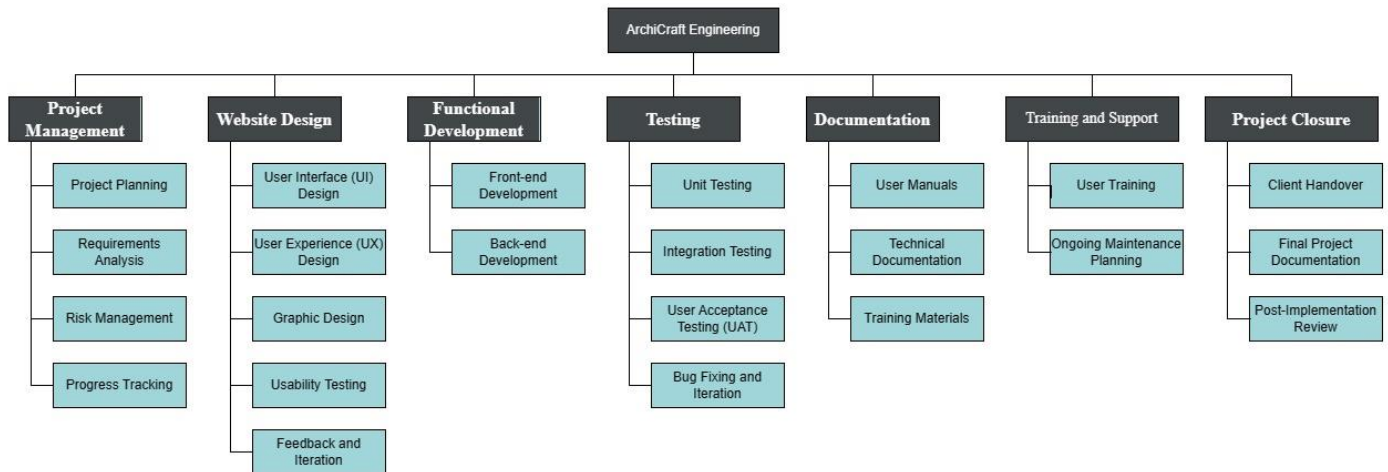 ArchiCraft Engineering
Project
Management
Project Planning
Requirements
Analysis
Risk Management
Progress Tracking
Website Design
User Interface (UI)
Design
User Experience (UX)
Design
Graphic Design
Usability Testing
Feedback and
Iteration
Functional
Development
Front-end
Development
Back-end
Development
Testing
Unit Testing
Integration Testing
User Acceptance
Testing (UAT)
Bug Fixing and
Iteration
Documentation
User Manuals
Technical
Documentation
Training Materials
Training and Support
User Training
Ongoing Maintenance
Planning
Project Closure
Client Handover
Final Project
Documentation
Post-Implementation
Review